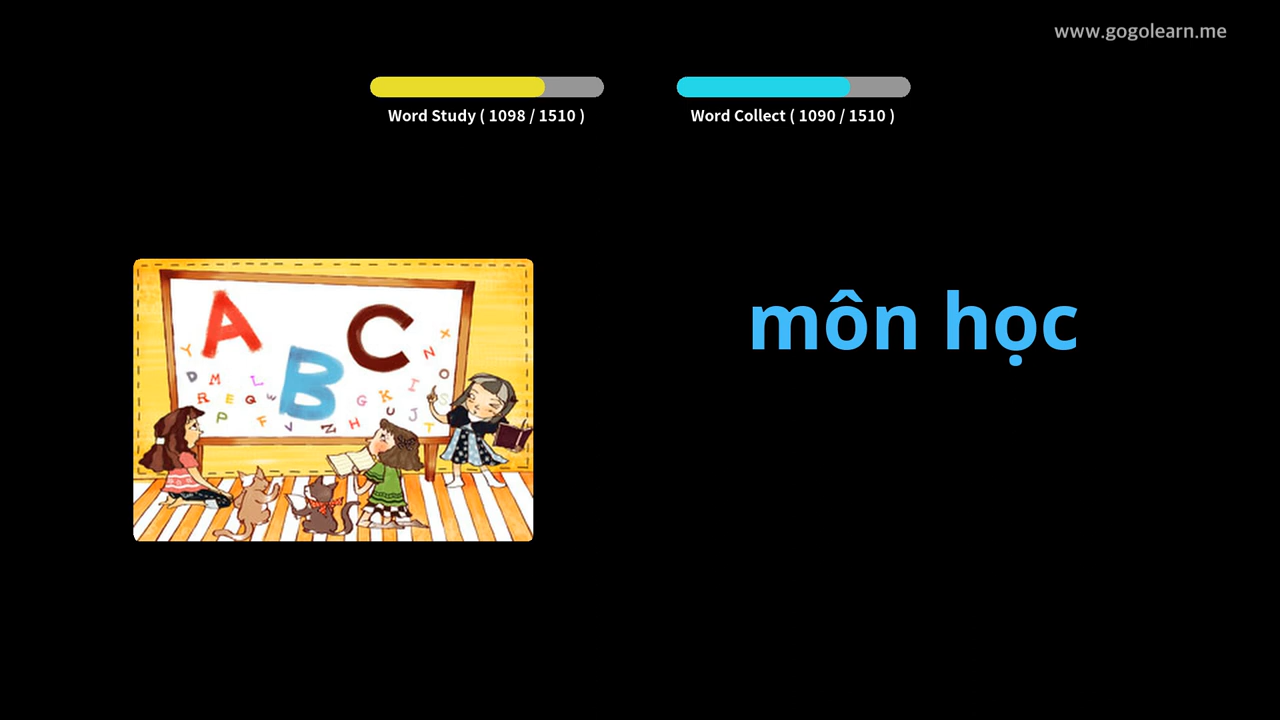 www.gogolearn.me
Word Study ( 1098 / 1510 )
Word Collect ( 1090 / 1510 )
môn học
A
B
C
Y
X
N
D
M
L
O
R
E
Q
W
G
K
I
S
P
F
V
Z
H
U
J
T